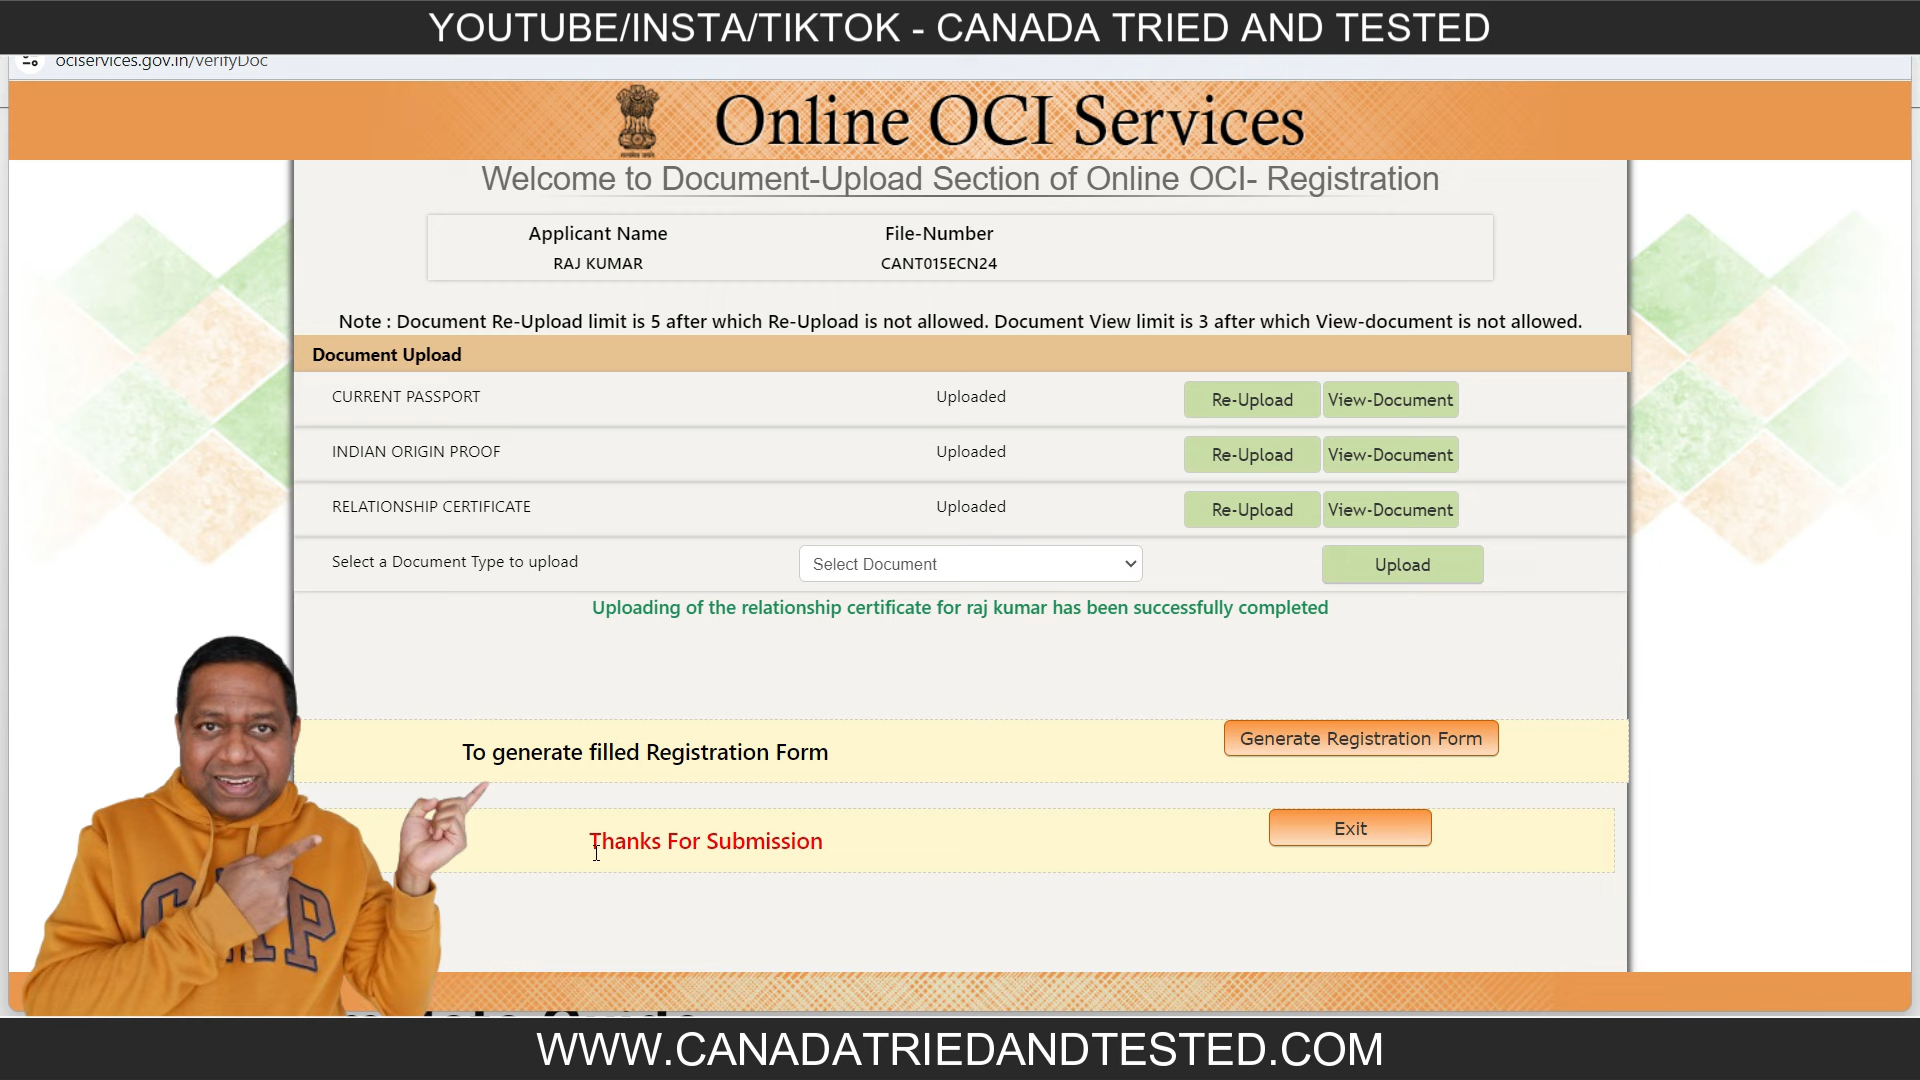 YOUTUBE/INSTA/TIKTOK - CANADA TRIED AND TESTED
ociservices.gov.in/verifyDoc
Online OCI Services
Welcome to Document-Upload Section of Online OCI- Registration
Applicant Name File-Number
RAJ KUMAR CANT015ECN24
Note : Document Re-Upload limit is 5 after which Re-Upload is not allowed. Document View limit is 3 after which View-document is not allowed.
Document Upload
CURRENT PASSPORT Uploaded Re-Upload View-Document
INDIAN ORIGIN PROOF Uploaded Re-Upload View-Document
RELATIONSHIP CERTIFICATE Uploaded Re-Upload View-Document
Select a Document Type to upload Select Document Upload
Uploading of the relationship certificate for raj kumar has been successfully completed
To generate filled Registration Form Generate Registration Form
Thanks For Submission Exit
WWW.CANADATRIEDANDTESTED.COM